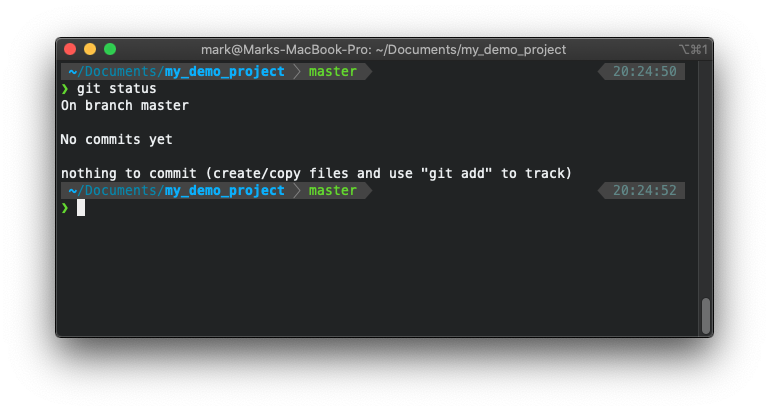 mark@Marks-MacBook-Pro: ~/Documents/my_demo_project ⌥⌘1
~/Documents/my_demo_project master 20:24:50
❯ git status
On branch master
No commits yet
nothing to commit (create/copy files and use "git add" to track)
~/Documents/my_demo_project master 20:24:52
❯